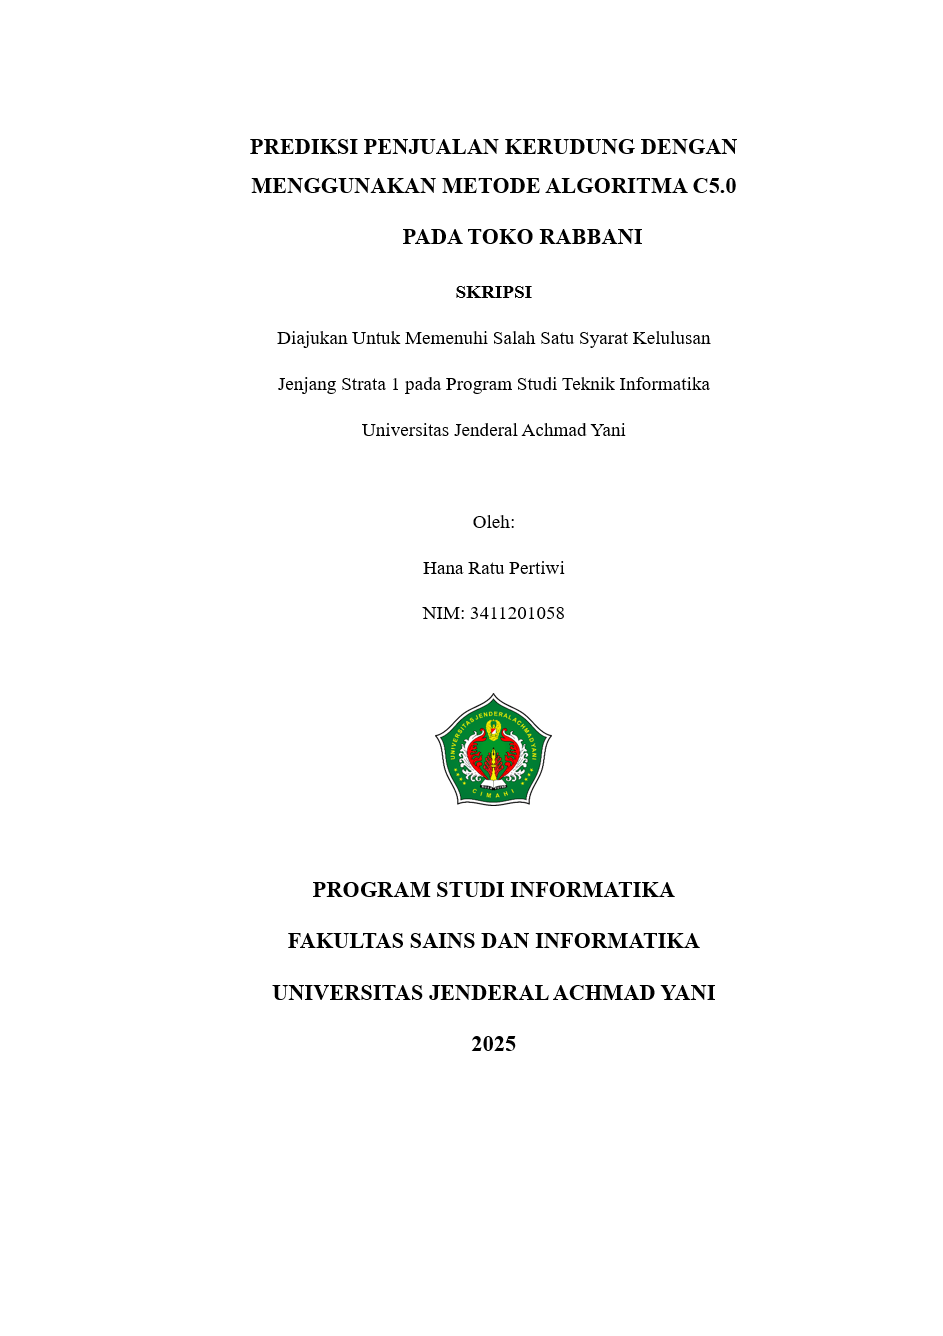 PREDIKSI PENJUALAN KERUDUNG DENGAN
MENGGUNAKAN METODE ALGORITMA C5.0
PADA TOKO RABBANI
SKRIPSI
Diajukan Untuk Memenuhi Salah Satu Syarat Kelulusan
Jenjang Strata 1 pada Program Studi Teknik Informatika
Universitas Jenderal Achmad Yani
Oleh:
Hana Ratu Pertiwi
NIM: 3411201058
UNIVERSITAS JENDERAL ACHMAD YANI
CIMAHI
PROGRAM STUDI INFORMATIKA
FAKULTAS SAINS DAN INFORMATIKA
UNIVERSITAS JENDERAL ACHMAD YANI
2025